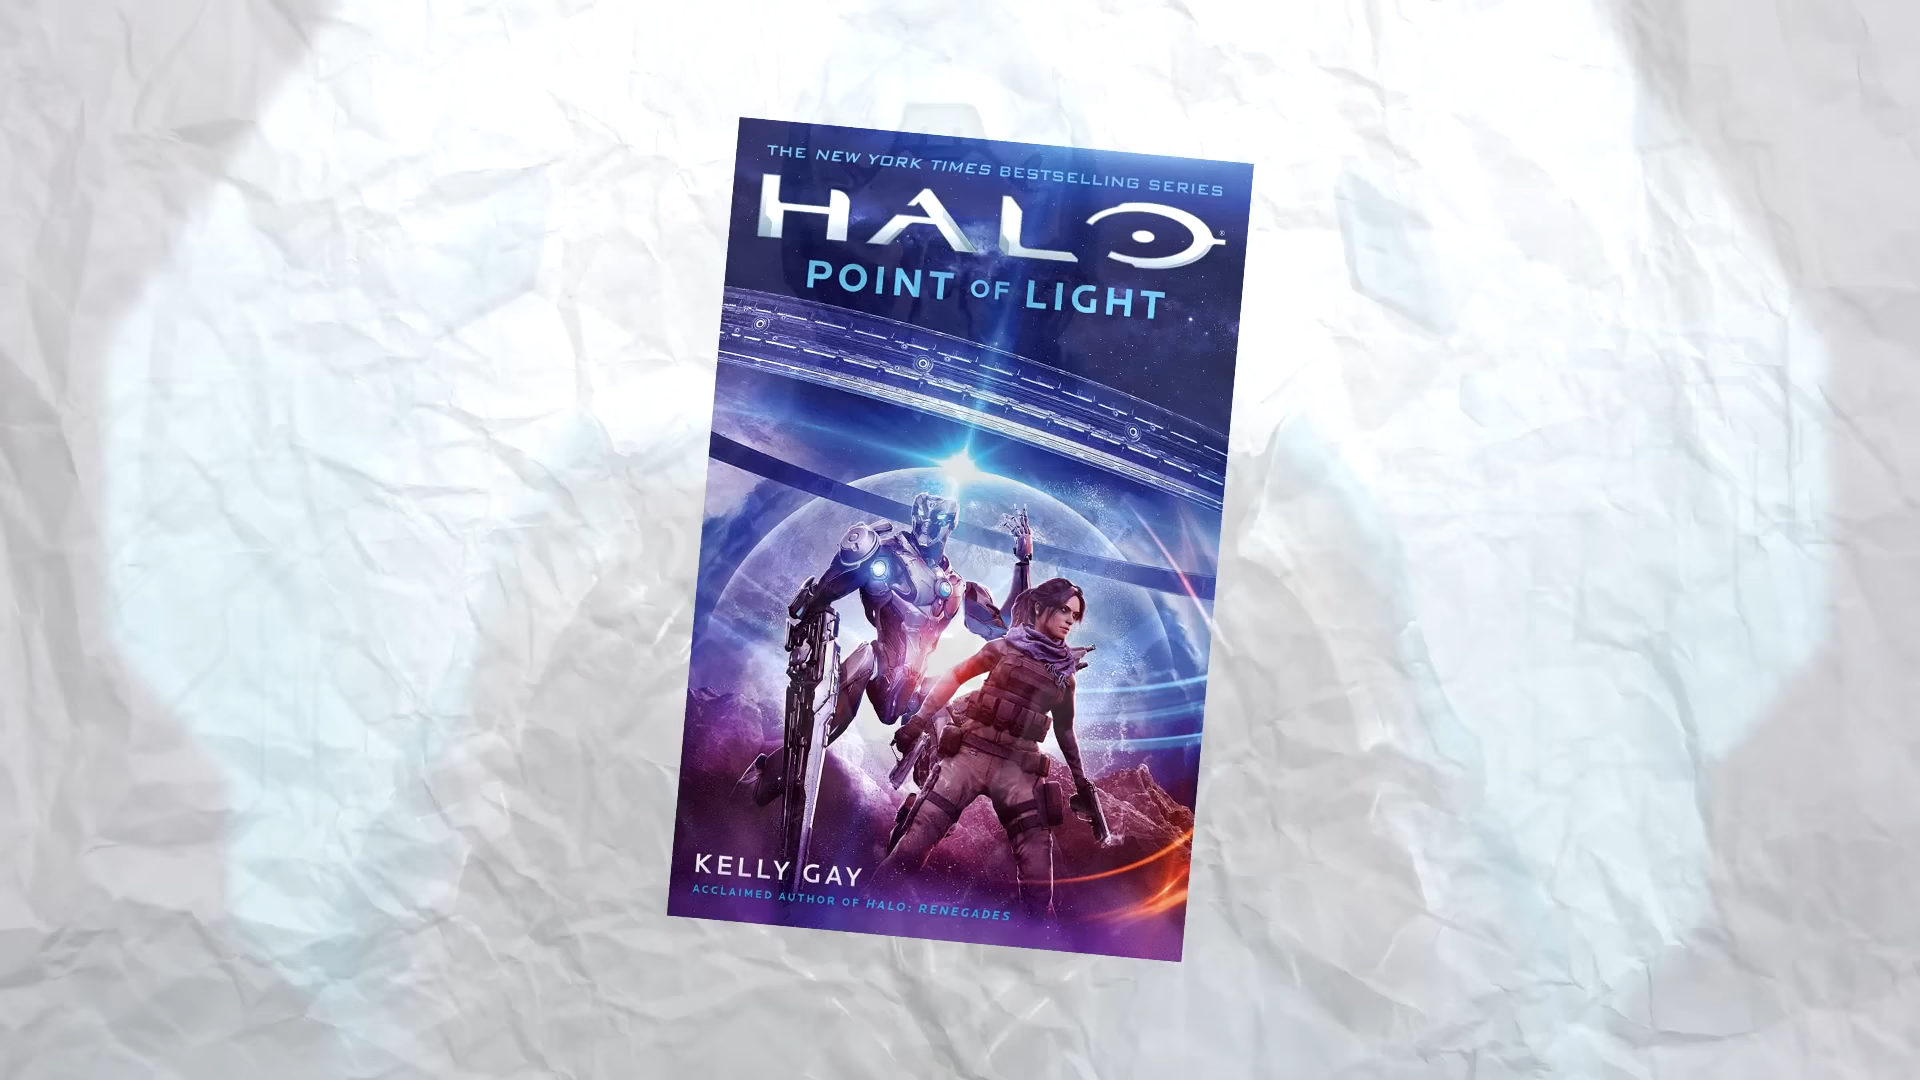 THE NEW YORK TIMES BESTSELLING SERIES
HALO®
POINT OF LIGHT
KELLY GAY
ACCLAIMED AUTHOR OF HALO: RENEGADES